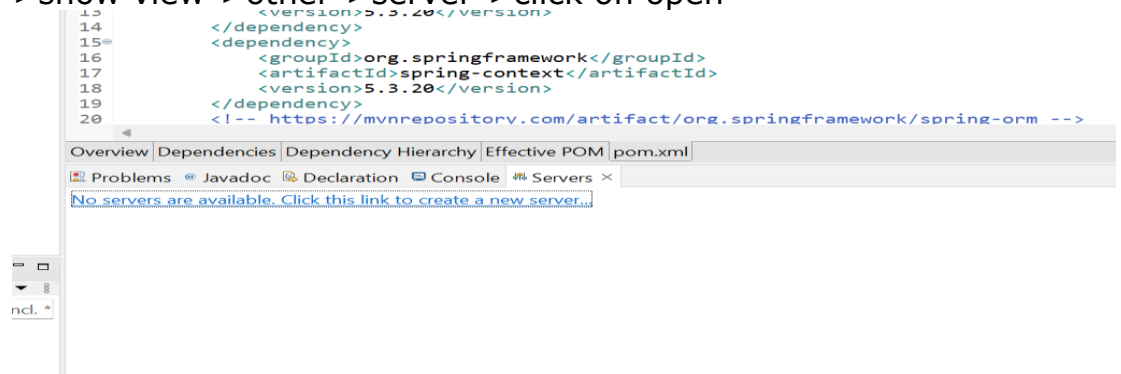 > show view > other > server > click on open
13 <version>5.3.20</version>
14 </dependency>
15 <dependency>
16 <groupId>org.springframework</groupId>
17 <artifactId>spring-context</artifactId>
18 <version>5.3.20</version>
19 </dependency>
20 <!-- https://mvnrepository.com/artifact/org.springframework/spring-orm -->
Overview Dependencies Dependency Hierarchy Effective POM pom.xml
Problems Javadoc Declaration Console Servers
No servers are available. Click this link to create a new server...
ncl. *